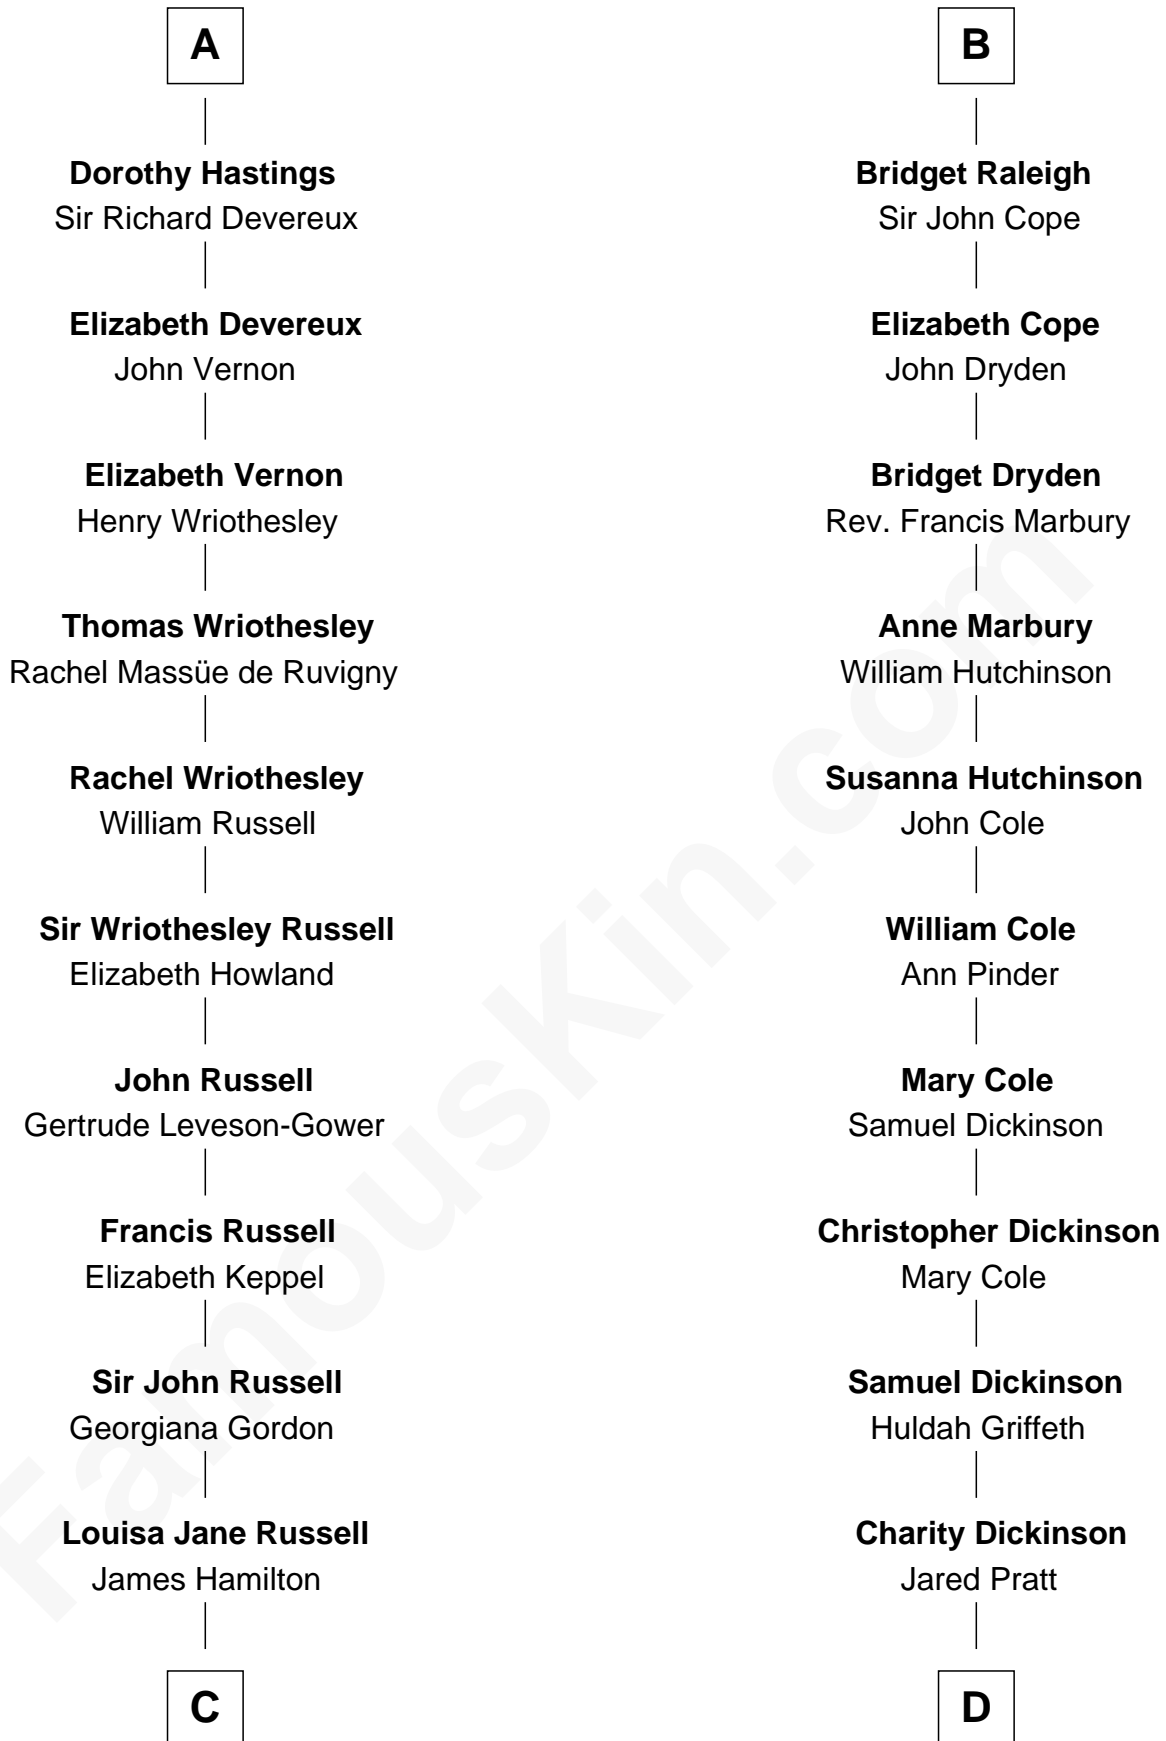 A
Dorothy Hastings
Sir Richard Devereux
Elizabeth Devereux
John Vernon
Elizabeth Vernon
Henry Wriothesley
Thomas Wriothesley
Rachel Massüe de Ruvigny
Rachel Wriothesley
William Russell
Sir Wriothesley Russell
Elizabeth Howland
John Russell
Gertrude Leveson-Gower
Francis Russell
Elizabeth Keppel
Sir John Russell
Georgiana Gordon
Louisa Jane Russell
James Hamilton
C
B
Bridget Raleigh
Sir John Cope
Elizabeth Cope
John Dryden
Bridget Dryden
Rev. Francis Marbury
Anne Marbury
William Hutchinson
Susanna Hutchinson
John Cole
William Cole
Ann Pinder
Mary Cole
Samuel Dickinson
Christopher Dickinson
Mary Cole
Samuel Dickinson
Huldah Griffeth
Charity Dickinson
Jared Pratt
D
FamousKin.com